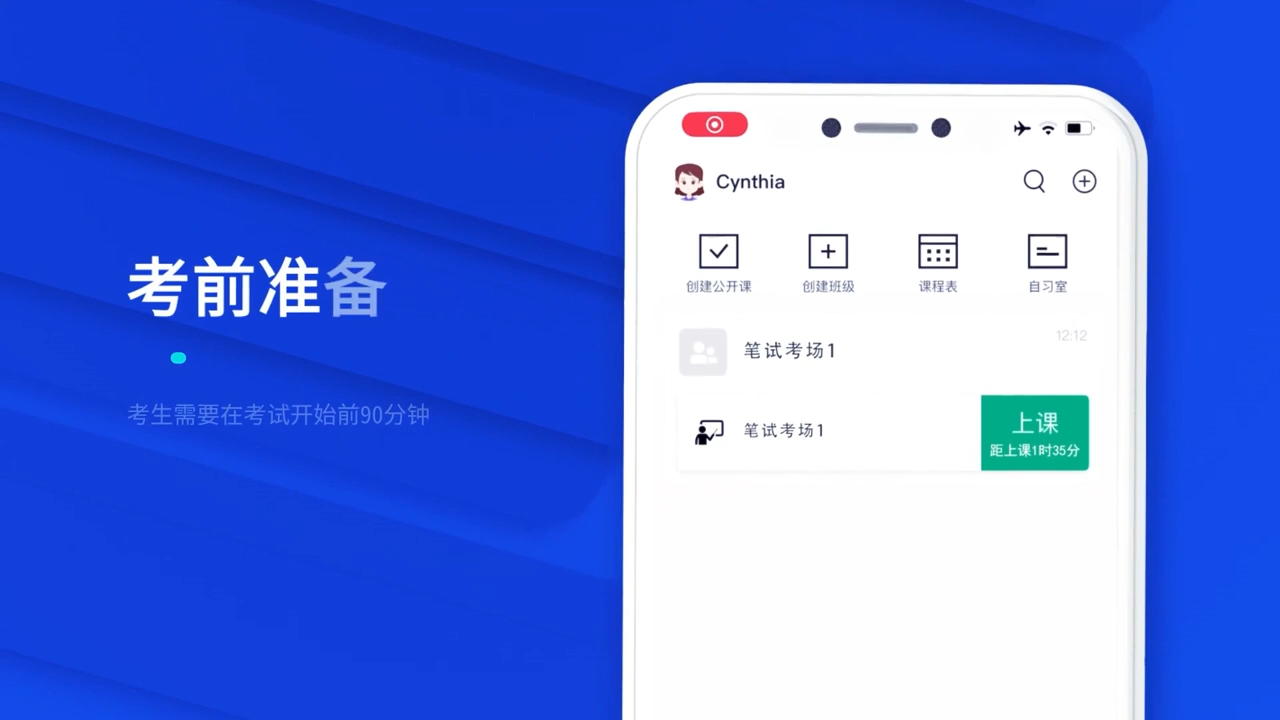 考前准备
考生需要在考试开始前90分钟
Cynthia
创建公开课
创建班级
课程表
自习室
笔试考场1
12:12
笔试考场1
上课
距上课1时35分